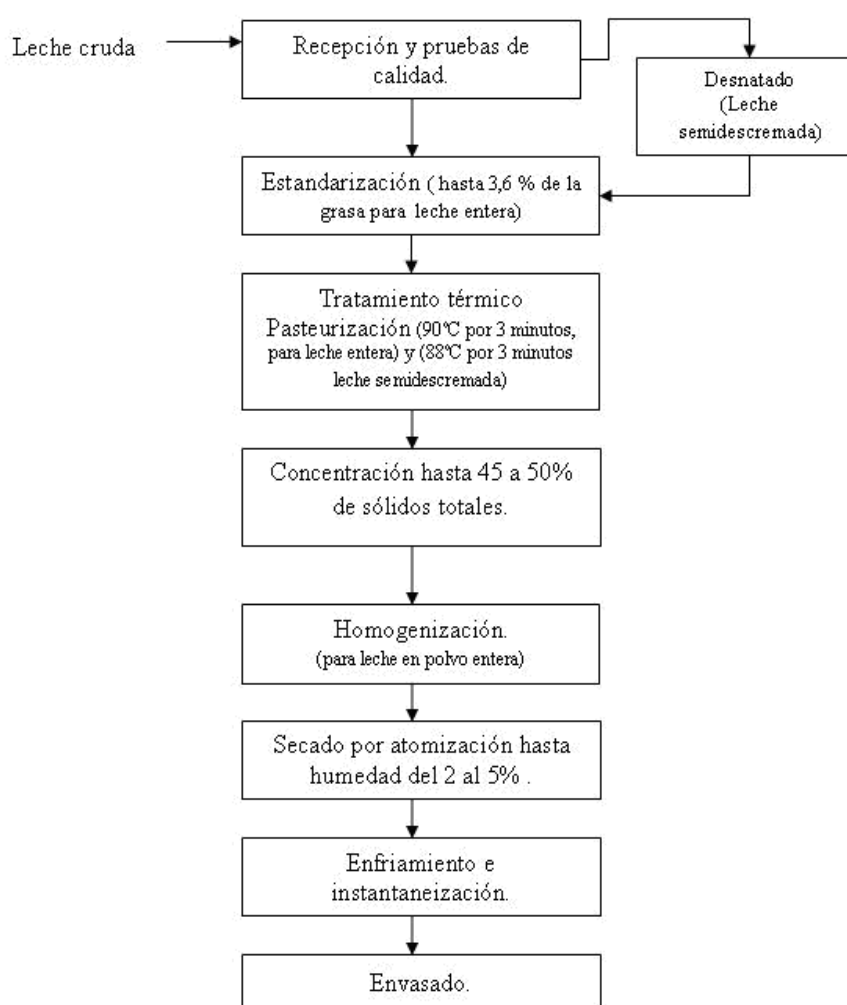 Leche cruda
Recepción y pruebas de
calidad.
Desnatado
(Leche
semidescremada)
Estandarización ( hasta 3,6 % de la
grasa para leche entera)
Tratamiento térmico
Pasteurización (90°C por 3 minutos,
para leche entera) y (88°C por 3 minutos
leche semidescremada)
Concentración hasta 45 a 50%
de sólidos totales.
Homogenización.
(para leche en polvo entera)
Secado por atomización hasta
humedad del 2 al 5% .
Enfriamiento e
instantaneización.
Envasado.